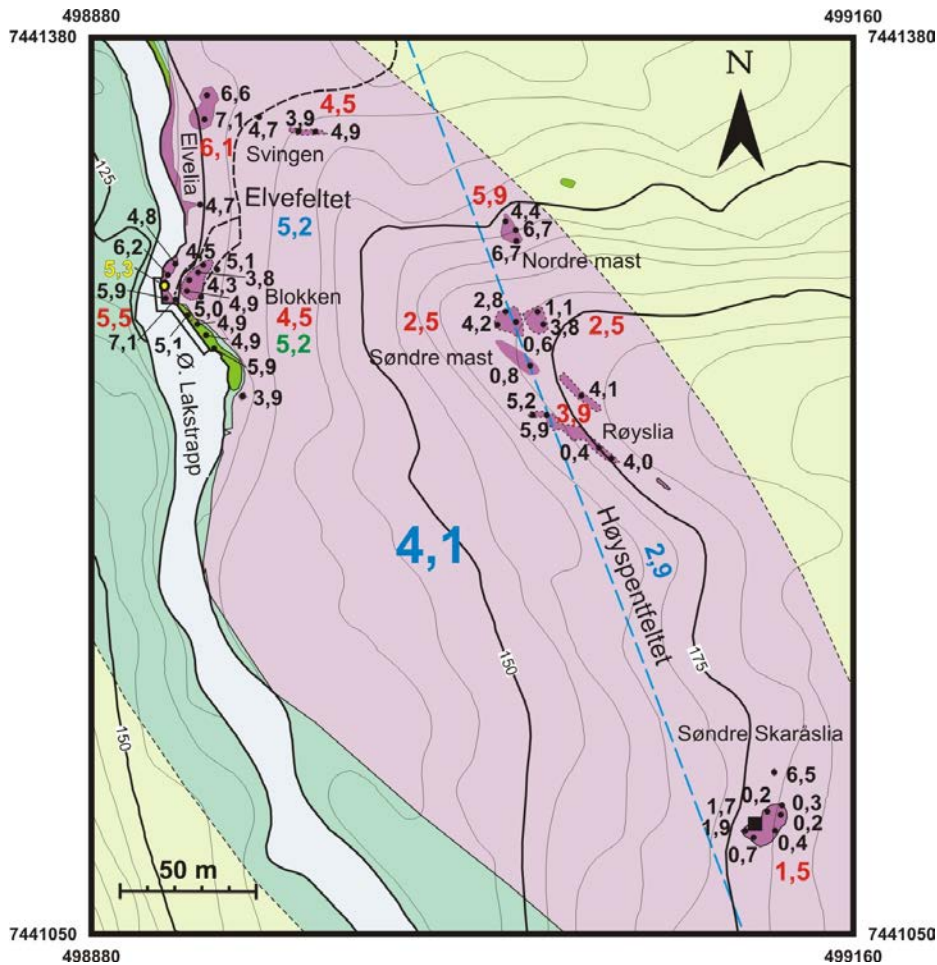 498880 499160
7441380 7441380
N
6,6
4,5
7,1 4,7 3,9 4,9
6,1 Svingen
Elvelia
125
5,9
4,7 Elvefeltet 4,4
4,8 5,2 6,7
6,2 4,5 5,1 6,7 Nordre mast
5,3 3,8
4,3
5,9 4,9 Blokken 2,8 1,1
5,5 5,0 4,9 4,5 2,5 4,2 3,8 2,5
7,1 5,1 4,9 5,2 0,6
Søndre mast
5,9 0,8
Ø. Lakstrapp
3,9 4,1
5,2 3,9
5,9 Røyslia
0,4 4,0
4,1
Høyspentfeltet
2,9
150
175
150
Søndre Skaråslia
6,5
1,7 0,2 0,3
1,9 0,2
0,7 0,4
50 m
1,5
7441050 7441050
498880 499160